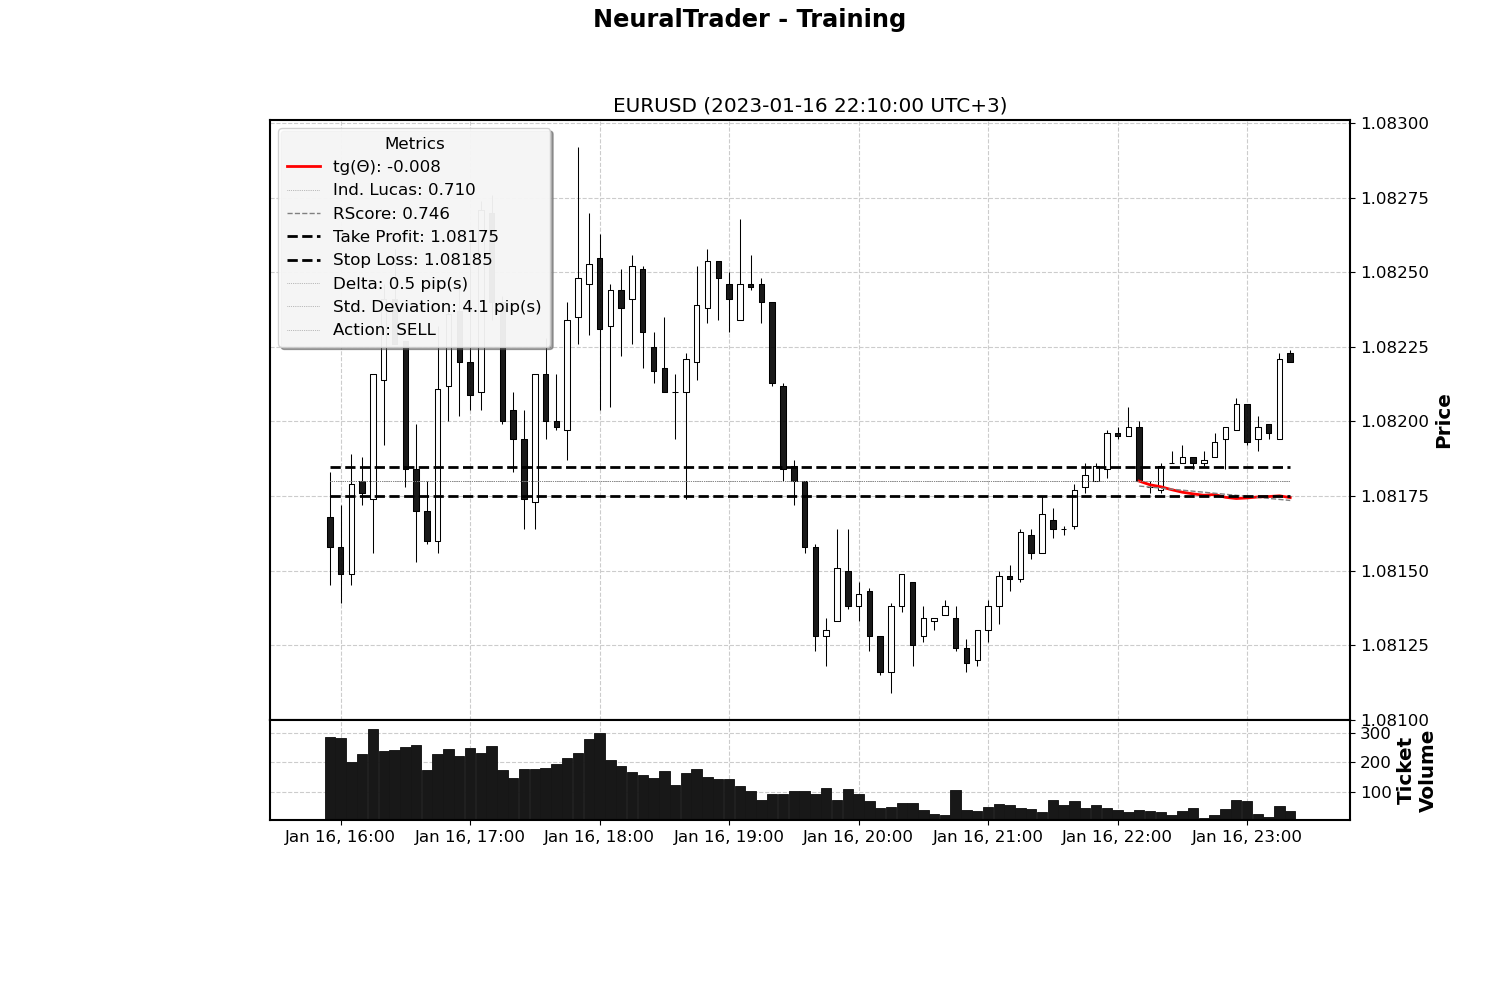 NeuralTrader - Training
EURUSD (2023-01-16 22:10:00 UTC+3)
Metrics
tg(Θ): -0.008
Ind. Lucas: 0.710
RScore: 0.746
Take Profit: 1.08175
Stop Loss: 1.08185
Delta: 0.5 pip(s)
Std. Deviation: 4.1 pip(s)
Action: SELL
1.08300
1.08275
1.08250
1.08225
1.08200
1.08175
1.08150
1.08125
1.08100
Price
300
200
100
Ticket
Volume
Jan 16, 16:00 Jan 16, 17:00 Jan 16, 18:00 Jan 16, 19:00 Jan 16, 20:00 Jan 16, 21:00 Jan 16, 22:00 Jan 16, 23:00